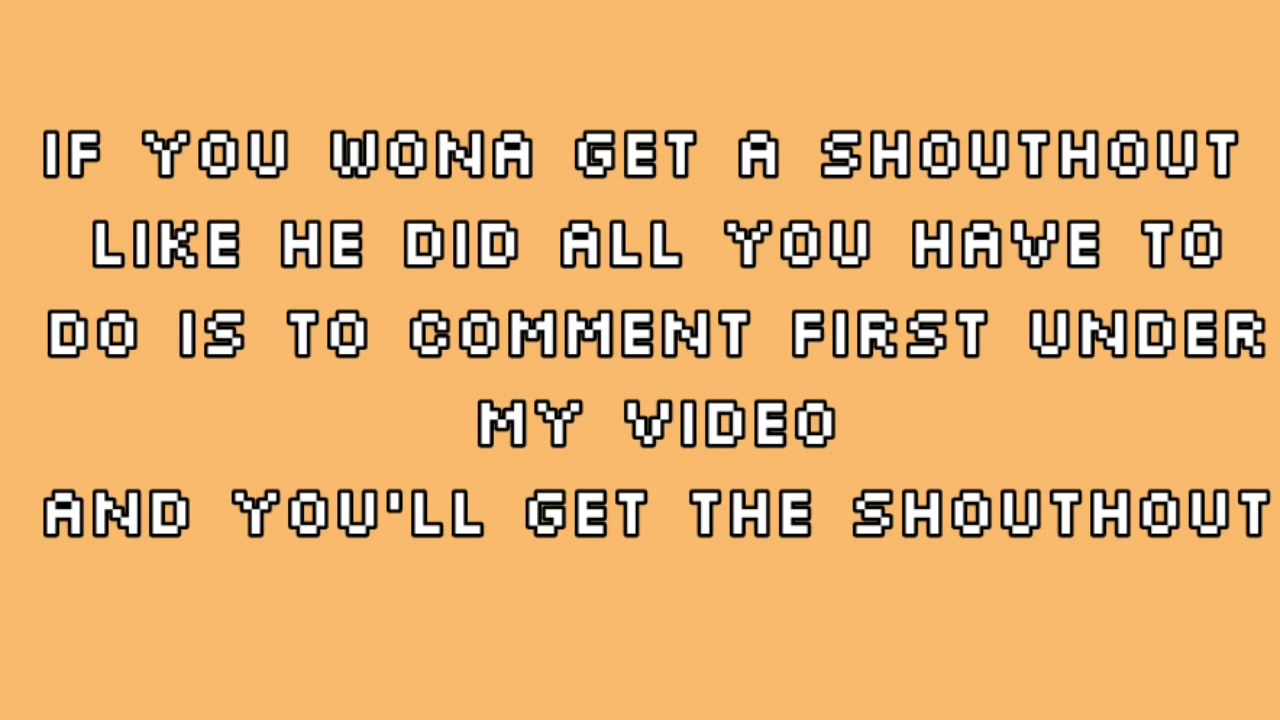 IF YOU WONA GET A SHOUTHOUT
LIKE HE DID ALL YOU HAVE TO
DO IS TO COMMENT FIRST UNDER
MY VIDEO
AND YOU'LL GET THE SHOUTHOUT